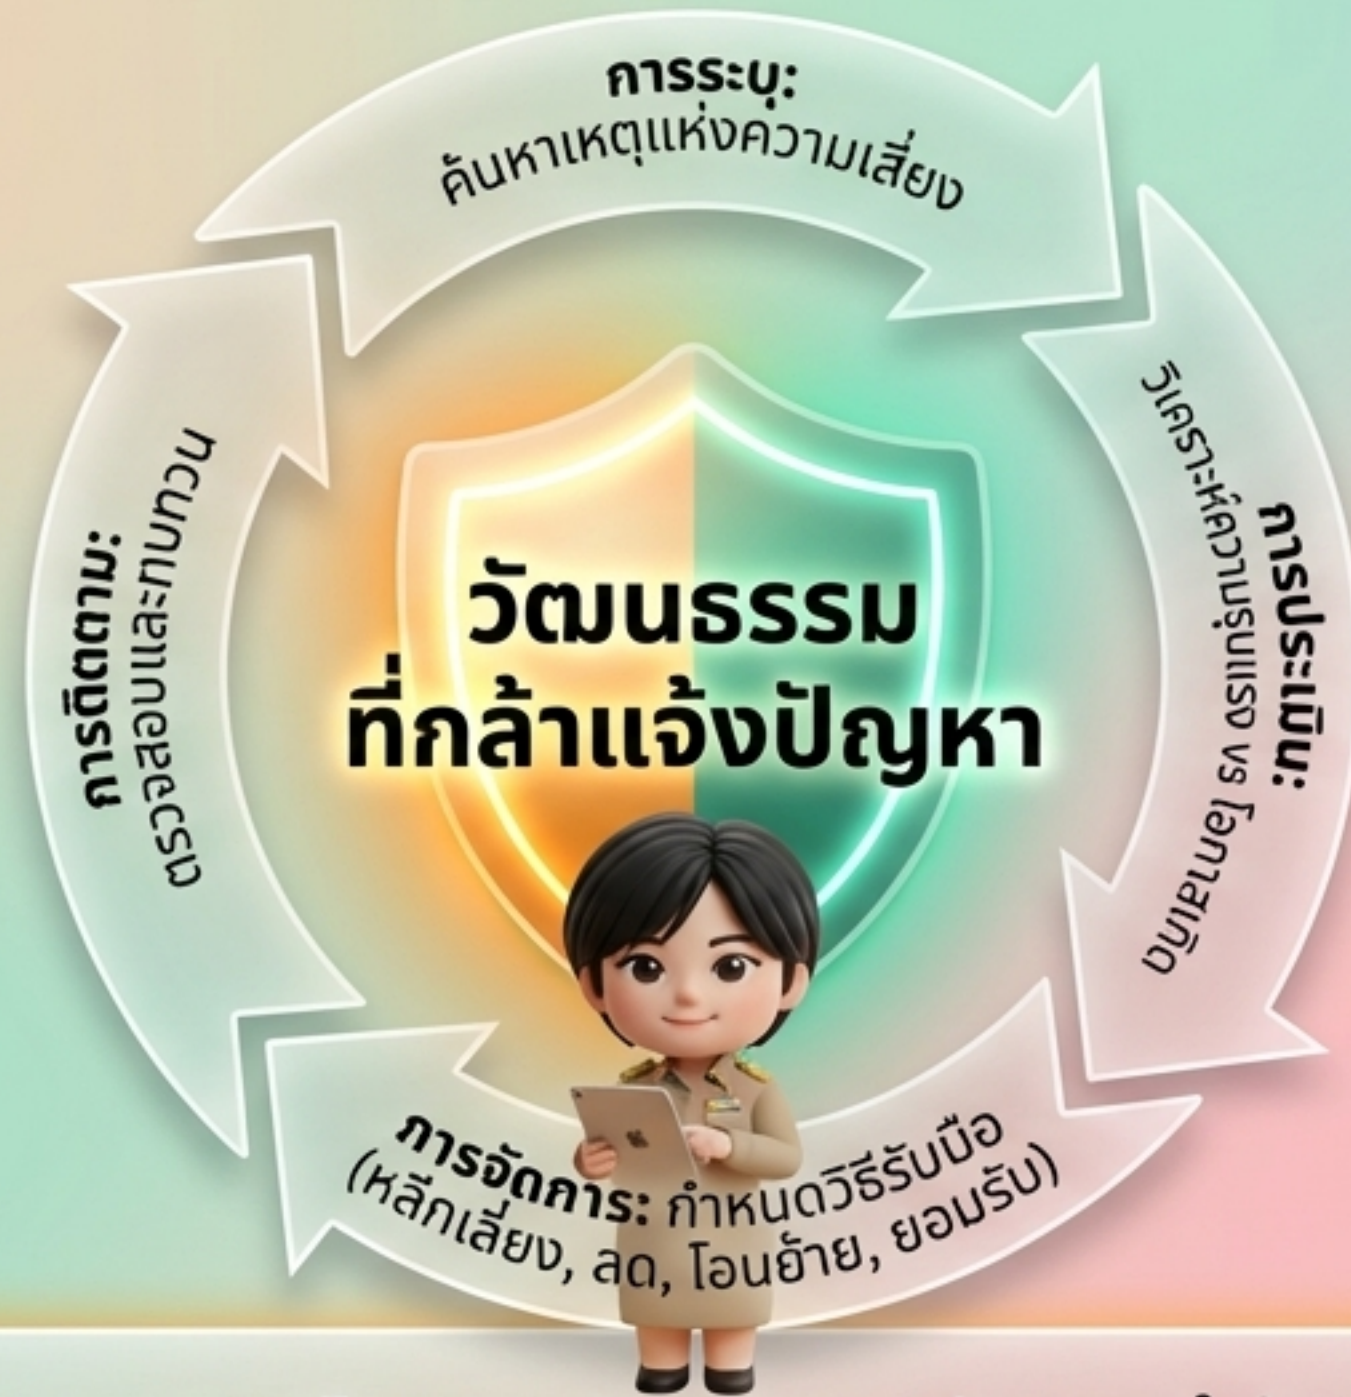 การระบุ:
ค้นหาเหตุแห่งความเสี่ยง
การประเมิน:
วิเคราะห์ความรุนแรง vs โอกาสเกิด
การจัดการ: กำหนดวิธีรับมือ
(หลีกเลี่ยง, ลด, โอนย้าย, ยอมรับ)
การติดตาม:
ตรวจสอบและทบทวน
วัฒนธรรม
ที่กล้าแจ้งปัญหา